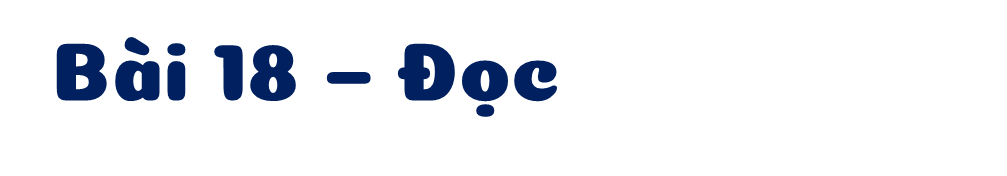 Bài 18 – Đọc